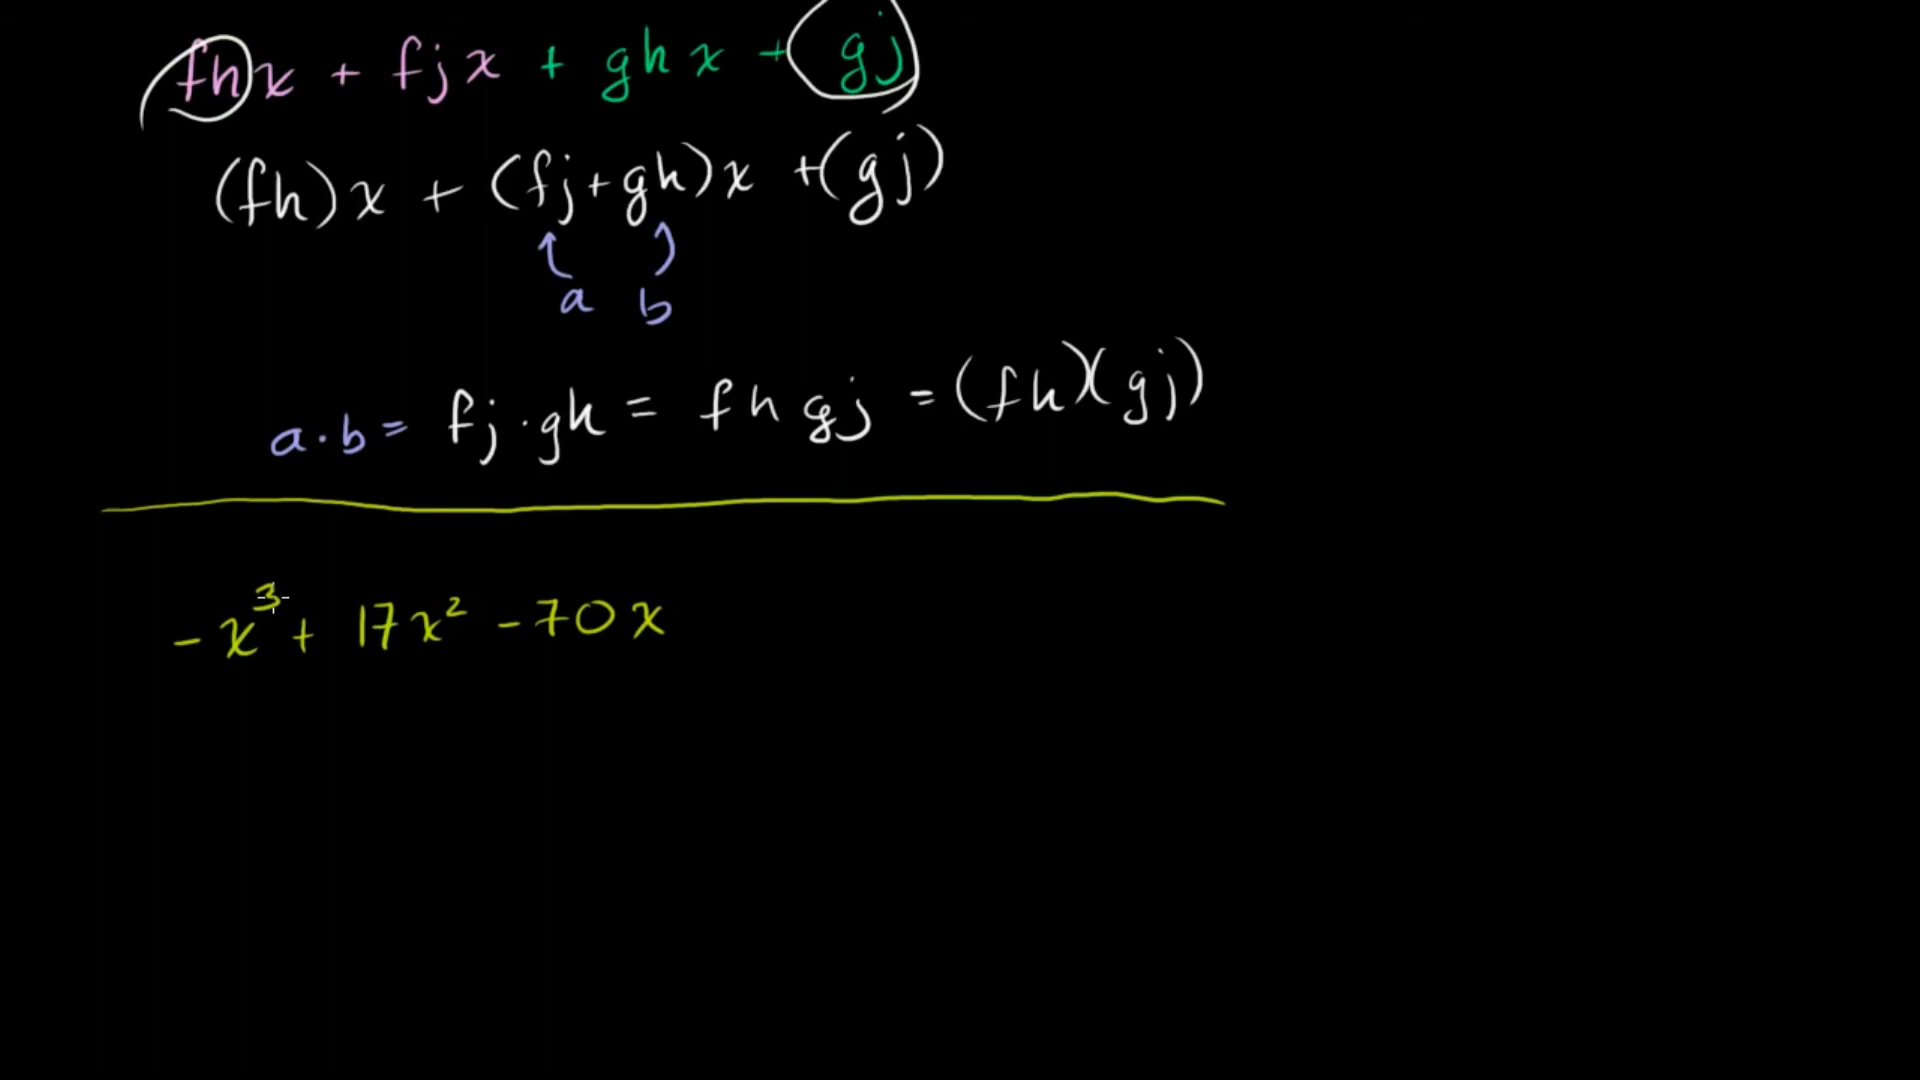 fhx + fjx + ghx + gj
(fh)x + (fj+gh)x +(gj)
a b
a·b = fj·gh = fhgj = (fh)(gj)
-x³ + 17x² - 70x